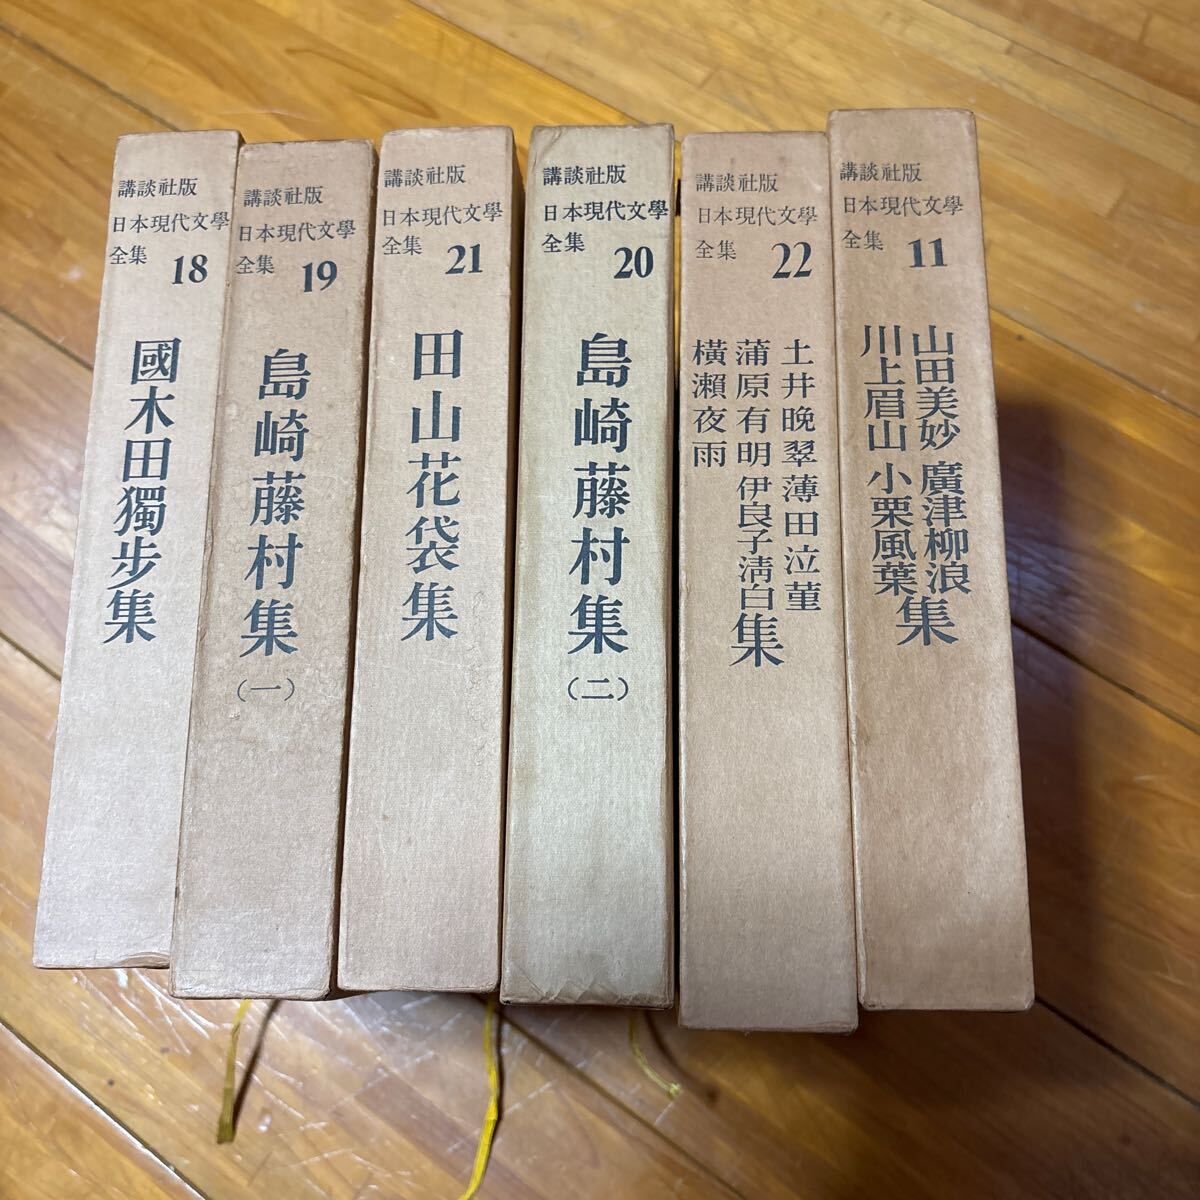 講談社版
日本現代文學
全集 18
國木田獨步集
講談社版
日本現代文學
全集 19
島崎藤村集
(一)
講談社版
日本現代文學
全集 21
田山花袋集
講談社版
日本現代文學
全集 20
島崎藤村集
(二)
講談社版
日本現代文學
全集 22
土井晚翠 薄田泣菫
蒲原有明 伊良子淸白集
橫瀨夜雨
講談社版
日本現代文學
全集 11
山田美妙 廣津柳浪
川上眉山 小栗風葉集